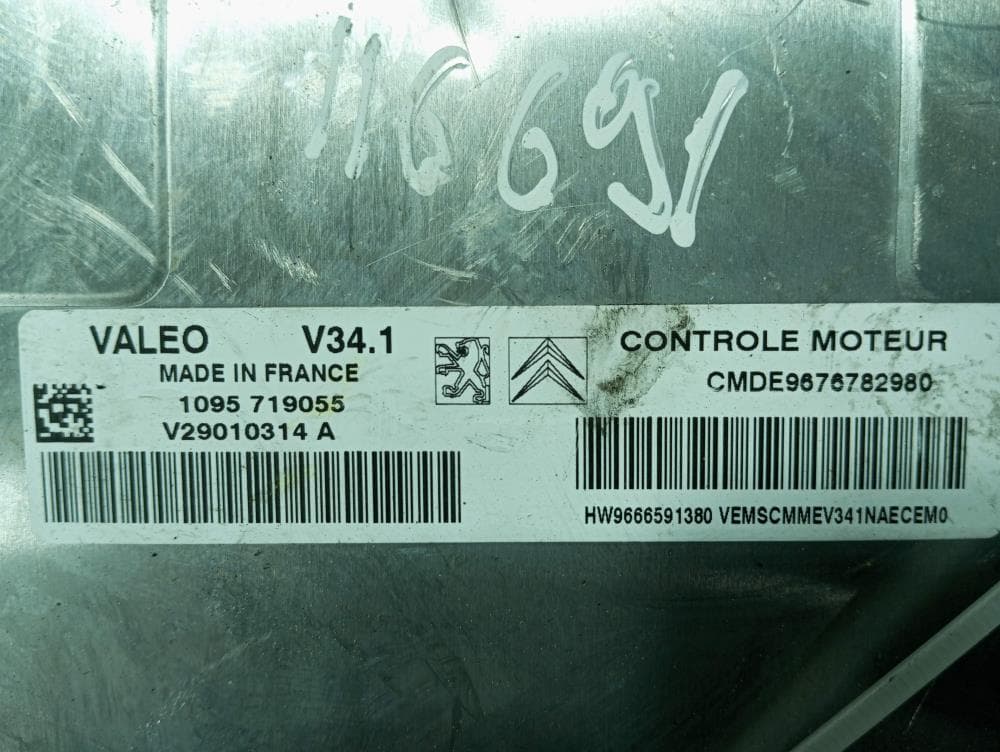 116691
VALEO V34.1
MADE IN FRANCE
1095 719055
V29010314 A
CONTROLE MOTEUR
CMDE9676782980
HW9666591380 VEMSCMMEV341NAECEM0